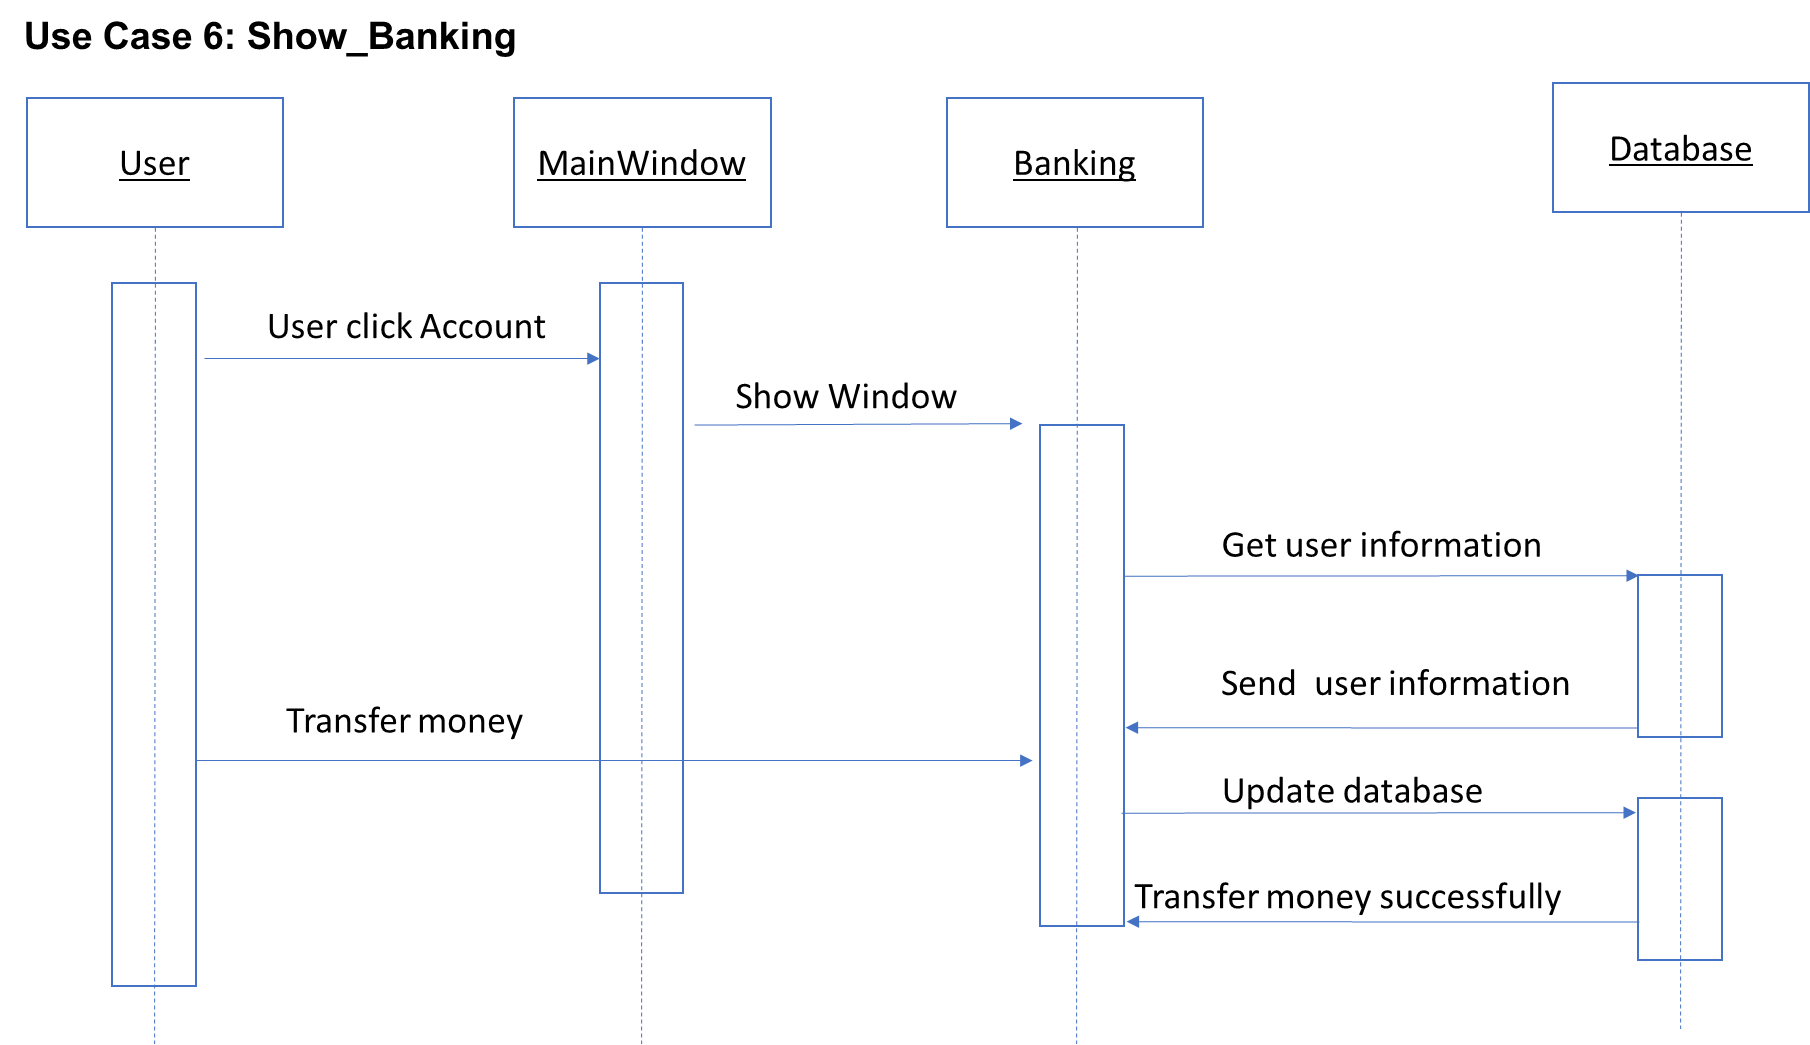 Use Case 6: Show_Banking
User
MainWindow
Banking
Database
User click Account
Show Window
Get user information
Send  user information
Transfer money
Update database
Transfer money successfully